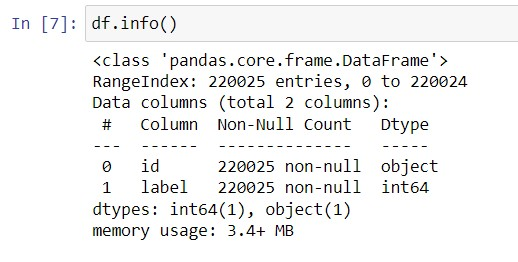 In [7]: df.info()
<class 'pandas.core.frame.DataFrame'>
RangeIndex: 220025 entries, 0 to 220024
Data columns (total 2 columns):
 #   Column  Non-Null Count   Dtype
---  ------  --------------   -----
 0   id      220025 non-null  object
 1   label   220025 non-null  int64
dtypes: int64(1), object(1)
memory usage: 3.4+ MB